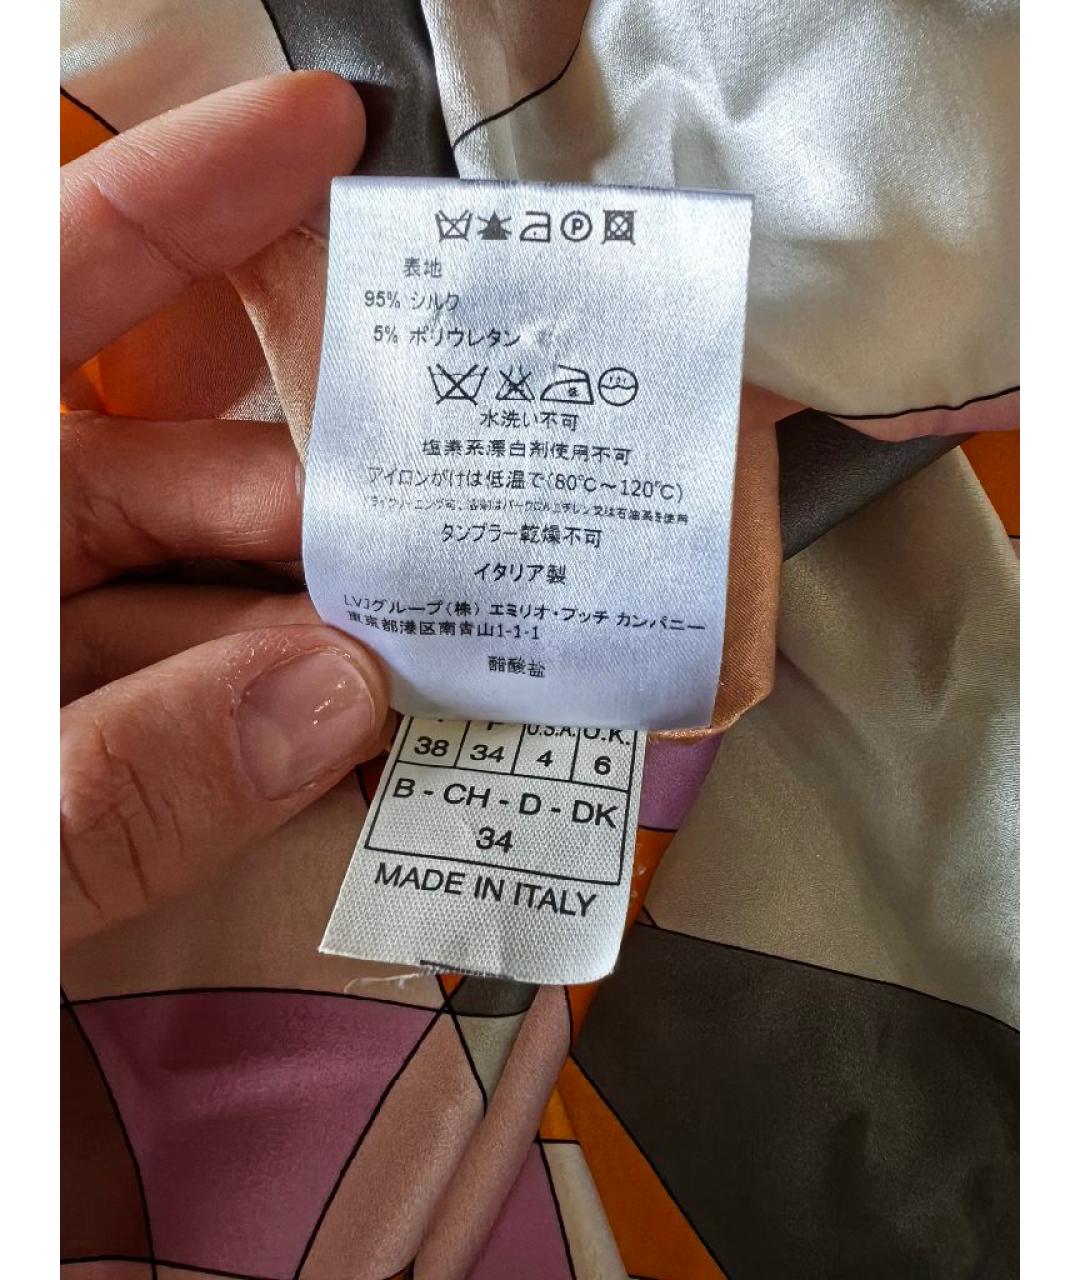 P
表地
95% シルク
5% ポリウレタン
水洗い不可
塩素系漂白剤使用不可
アイロンがけは低温で(80℃〜120℃)
タンブラー乾燥不可
イタリア製
LVJグループ(株) エミリオ・プッチ カンパニー
東京都港区南青山1-1-1
醋酸盐
U.S.A. U.K.
38 34 4 6
B - CH - D - DK
34
MADE IN ITALY